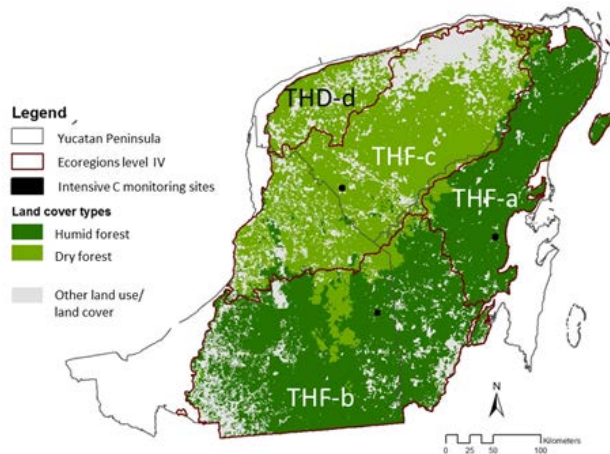 THD-d
THF-c
THF-a
THF-b
Legend
Yucatan Peninsula
Ecoregions level IV
Intensive C monitoring sites
Land cover types
Humid forest
Dry forest
Other land use/
land cover
N
0 25 50 100
Kilometers